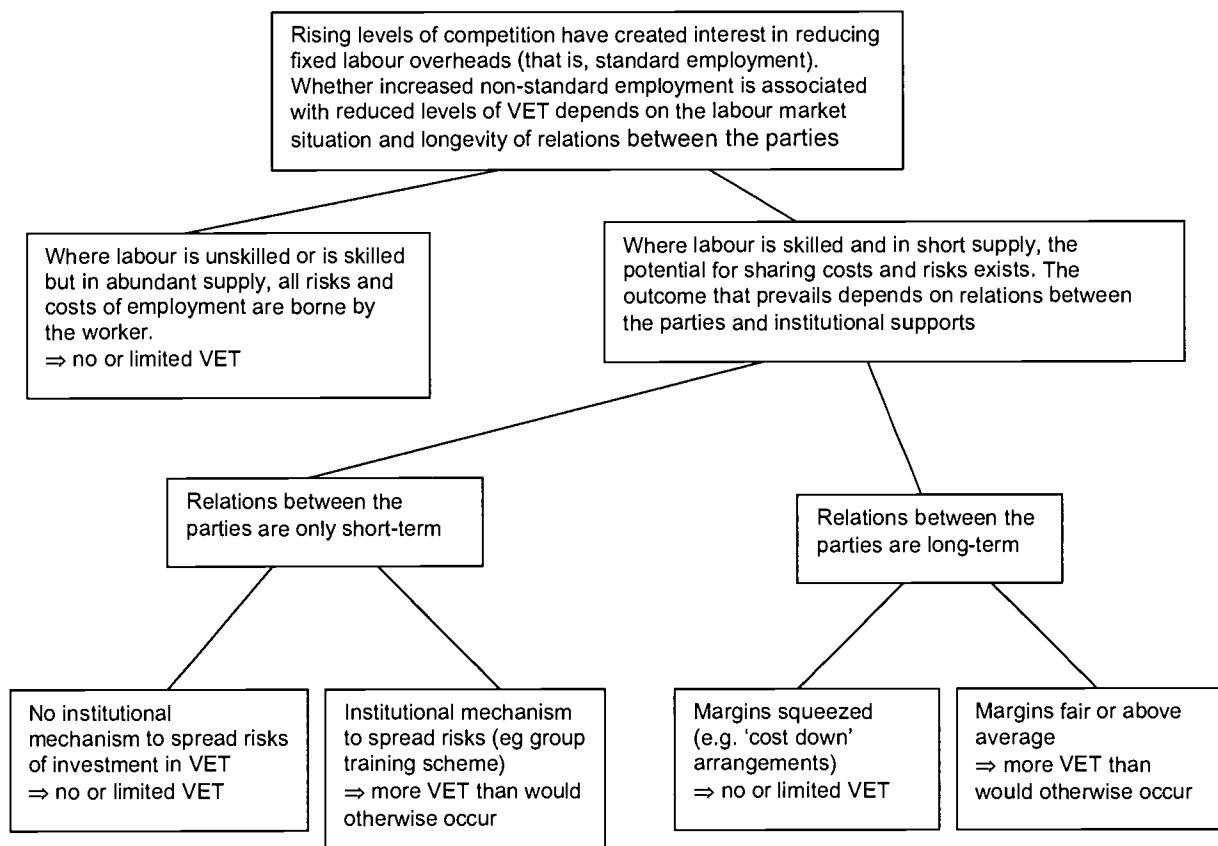 Rising levels of competition have created interest in reducing
fixed labour overheads (that is, standard employment).
Whether increased non-standard employment is associated
with reduced levels of VET depends on the labour market
situation and longevity of relations between the parties
Where labour is unskilled or is skilled
but in abundant supply, all risks and
costs of employment are borne by
the worker.
⇒ no or limited VET
Where labour is skilled and in short supply, the
potential for sharing costs and risks exists. The
outcome that prevails depends on relations between
the parties and institutional supports
Relations between the
parties are only short-term
Relations between the
parties are long-term
No institutional
mechanism to spread risks
of investment in VET
⇒ no or limited VET
Institutional mechanism
to spread risks (eg group
training scheme)
⇒ more VET than would
otherwise occur
Margins squeezed
(e.g. ‘cost down’
arrangements)
⇒ no or limited VET
Margins fair or above
average
⇒ more VET than
would otherwise occur